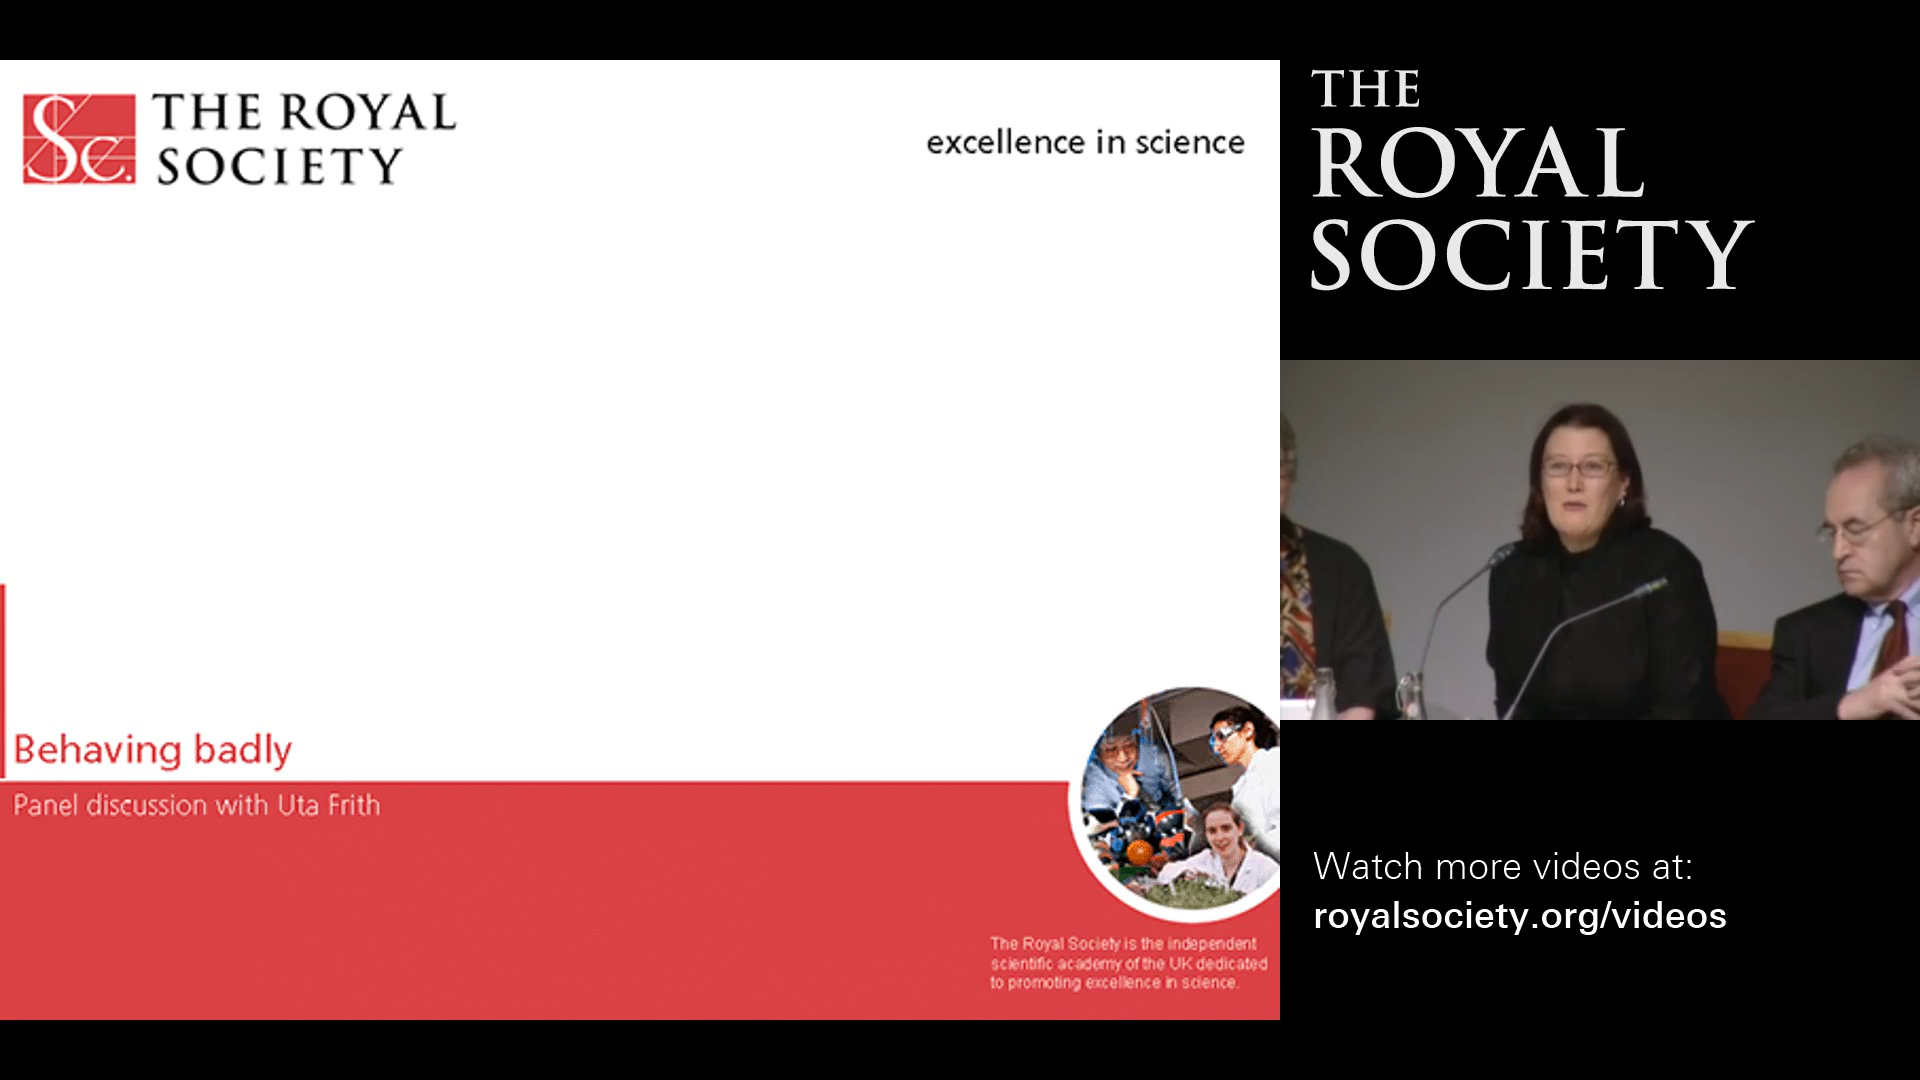 Sc.
THE ROYAL
SOCIETY
excellence in science
Behaving badly
Panel discussion with Uta Frith
The Royal Society is the independent
scientific academy of the UK dedicated
to promoting excellence in science.
THE
ROYAL
SOCIETY
Watch more videos at:
royalsociety.org/videos